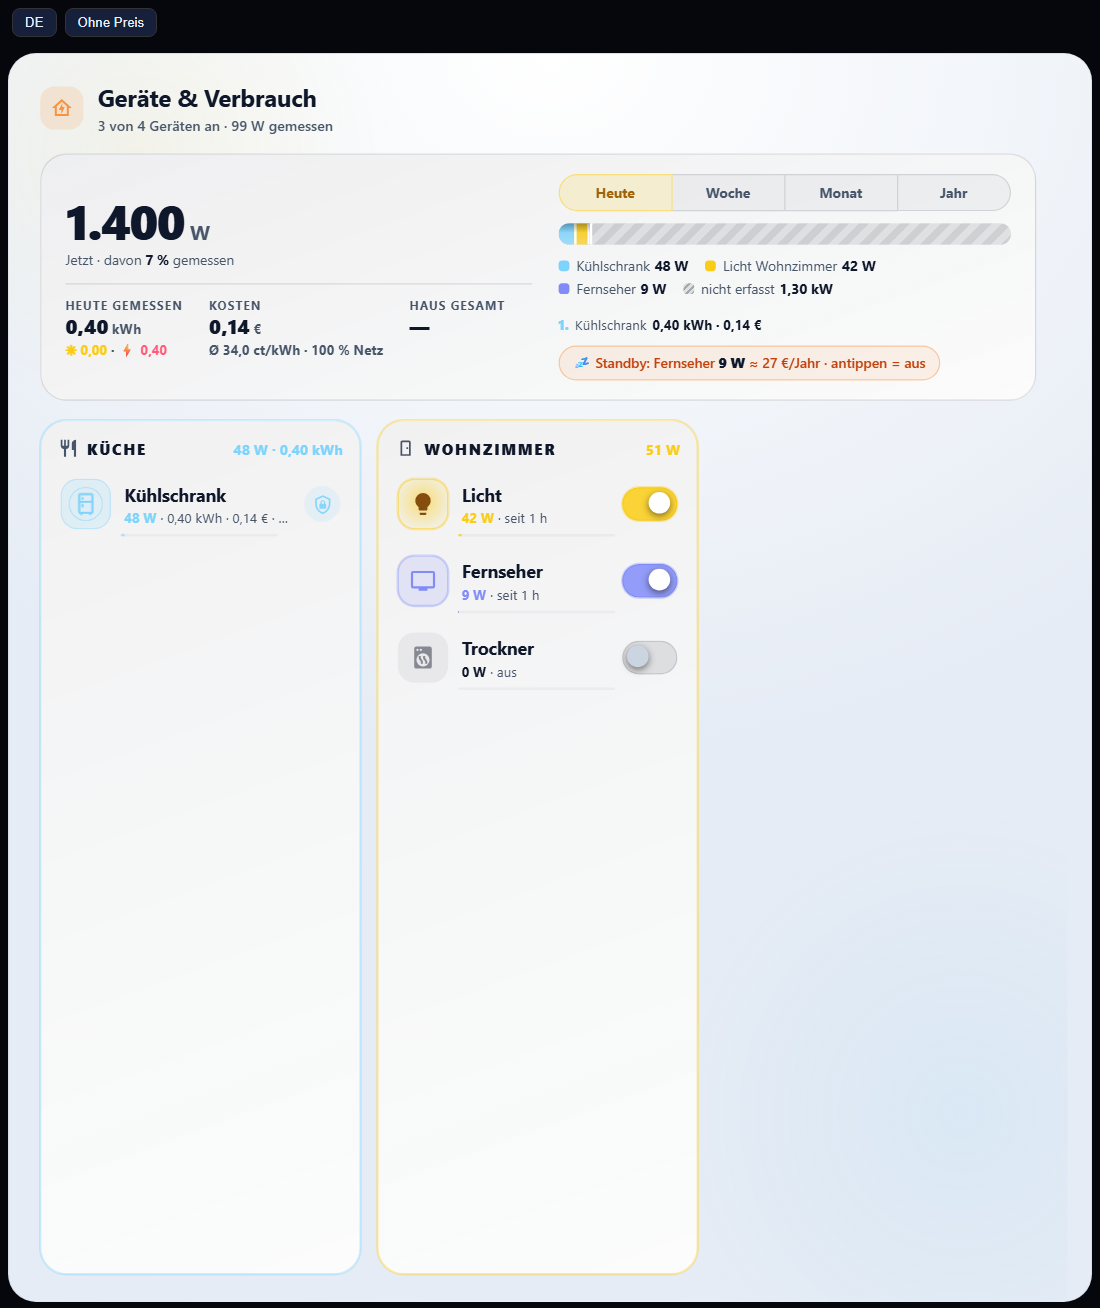 DE
Ohne Preis
Geräte & Verbrauch
3 von 4 Geräten an · 99 W gemessen
1.400 W
Jetzt · davon 7 % gemessen
HEUTE GEMESSEN
0,40 kWh
0,00 · 0,40
KOSTEN
0,14 €
Ø 34,0 ct/kWh · 100 % Netz
HAUS GESAMT
—
Heute
Woche
Monat
Jahr
Kühlschrank 48 W
Licht Wohnzimmer 42 W
Fernseher 9 W
nicht erfasst 1,30 kW
1. Kühlschrank 0,40 kWh · 0,14 €
💤 Standby: Fernseher 9 W ≈ 27 €/Jahr · antippen = aus
KÜCHE
48 W · 0,40 kWh
Kühlschrank
48 W · 0,40 kWh · 0,14 € · ...
WOHNZIMMER
51 W
Licht
42 W · seit 1 h
Fernseher
9 W · seit 1 h
Trockner
0 W · aus